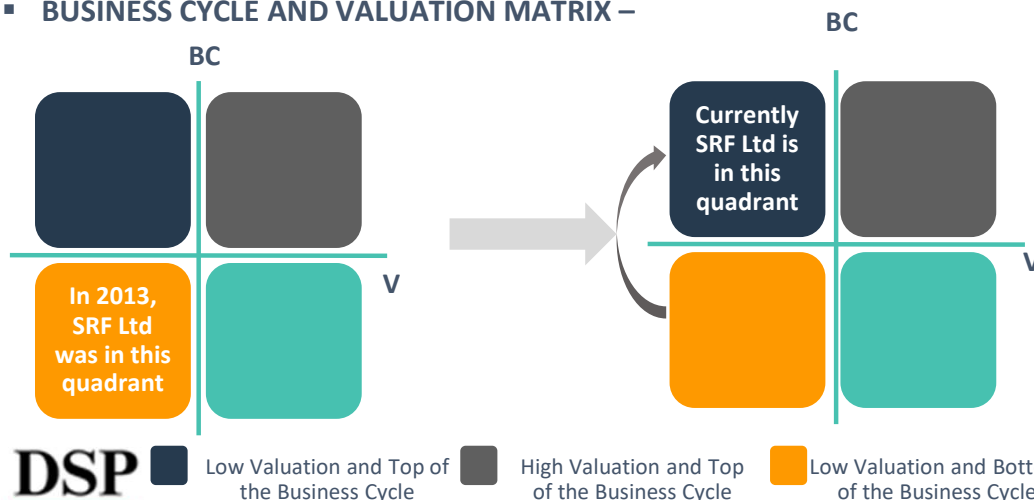 ▪ BUSINESS CYCLE AND VALUATION MATRIX –
BC
BC
Currently
SRF Ltd is
in this
quadrant
V
V
In 2013,
SRF Ltd
was in this
quadrant
DSP
Low Valuation and Top of
the Business Cycle
High Valuation and Top
of the Business Cycle
Low Valuation and Bott
of the Business Cycle